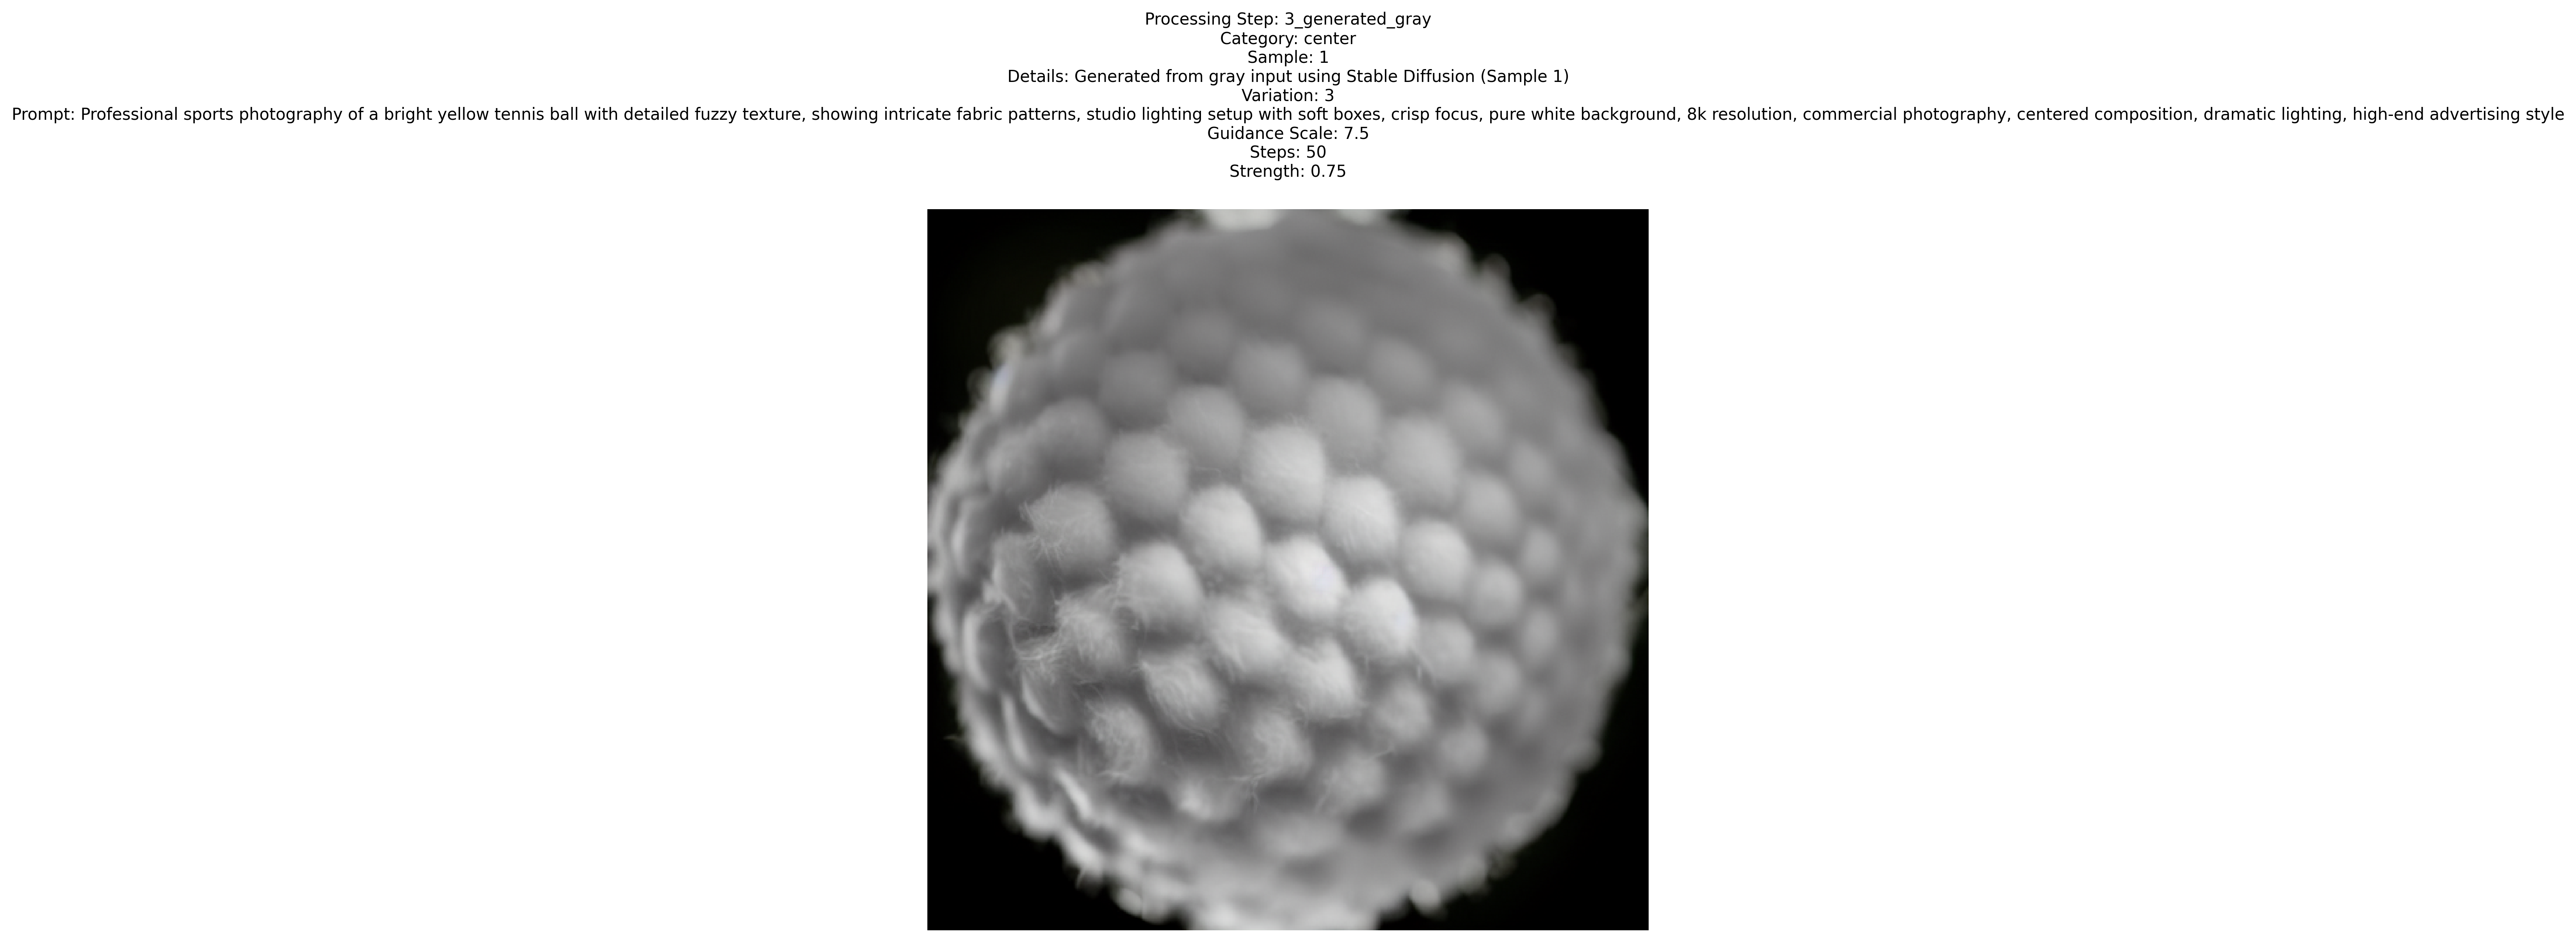 Processing Step: 3_generated_gray
Category: center
Sample: 1
Details: Generated from gray input using Stable Diffusion (Sample 1)
Variation: 3
Prompt: Professional sports photography of a bright yellow tennis ball with detailed fuzzy texture, showing intricate fabric patterns, studio lighting setup with soft boxes, crisp focus, pure white background, 8k resolution, commercial photography, centered composition, dramatic lighting, high-end advertising style
Guidance Scale: 7.5
Steps: 50
Strength: 0.75